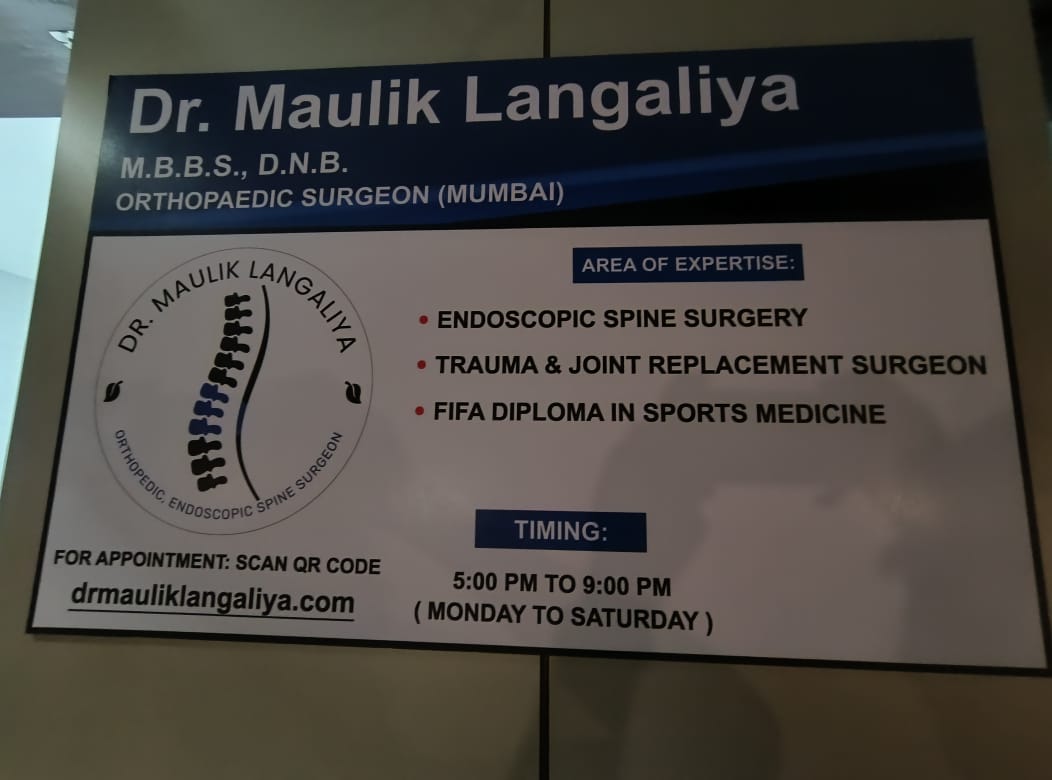 Dr. Maulik Langaliya
M.B.B.S., D.N.B.
ORTHOPAEDIC SURGEON (MUMBAI)
DR. MAULIK LANGALIYA
ORTHOPEDIC, ENDOSCOPIC SPINE SURGEON
FOR APPOINTMENT: SCAN QR CODE
drmauliklangaliya.com
AREA OF EXPERTISE:
• ENDOSCOPIC SPINE SURGERY
• TRAUMA & JOINT REPLACEMENT SURGEON
• FIFA DIPLOMA IN SPORTS MEDICINE
TIMING:
5:00 PM TO 9:00 PM
( MONDAY TO SATURDAY )